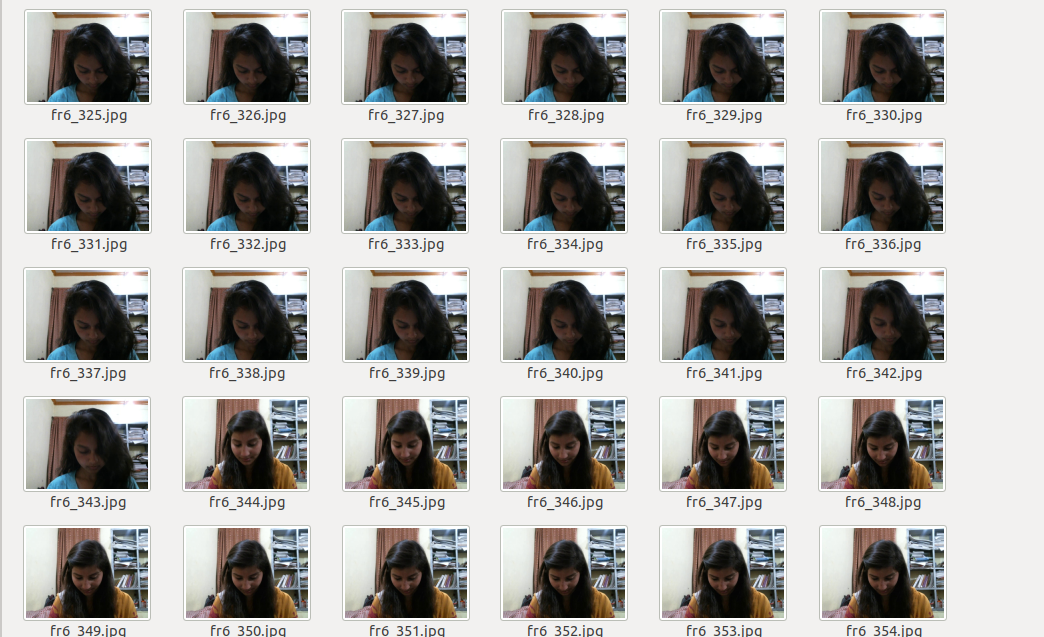 fr6_325.jpg fr6_326.jpg fr6_327.jpg fr6_328.jpg fr6_329.jpg fr6_330.jpg
fr6_331.jpg fr6_332.jpg fr6_333.jpg fr6_334.jpg fr6_335.jpg fr6_336.jpg
fr6_337.jpg fr6_338.jpg fr6_339.jpg fr6_340.jpg fr6_341.jpg fr6_342.jpg
fr6_343.jpg fr6_344.jpg fr6_345.jpg fr6_346.jpg fr6_347.jpg fr6_348.jpg
fr6_349.jpg fr6_350.jpg fr6_351.jpg fr6_352.jpg fr6_353.jpg fr6_354.jpg